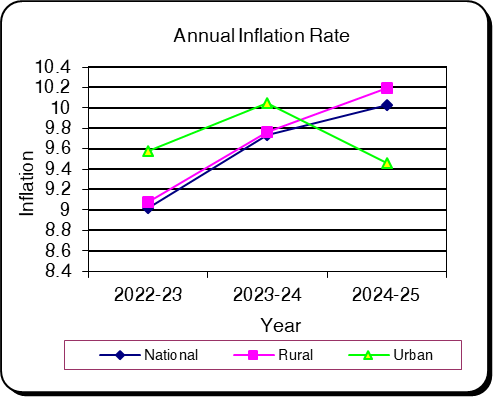 Annual Inflation Rate
10.4
10.2
10
9.8
9.6
9.4
9.2
9
8.8
8.6
8.4
Inflation
2022-23 2023-24 2024-25
Year
National Rural Urban